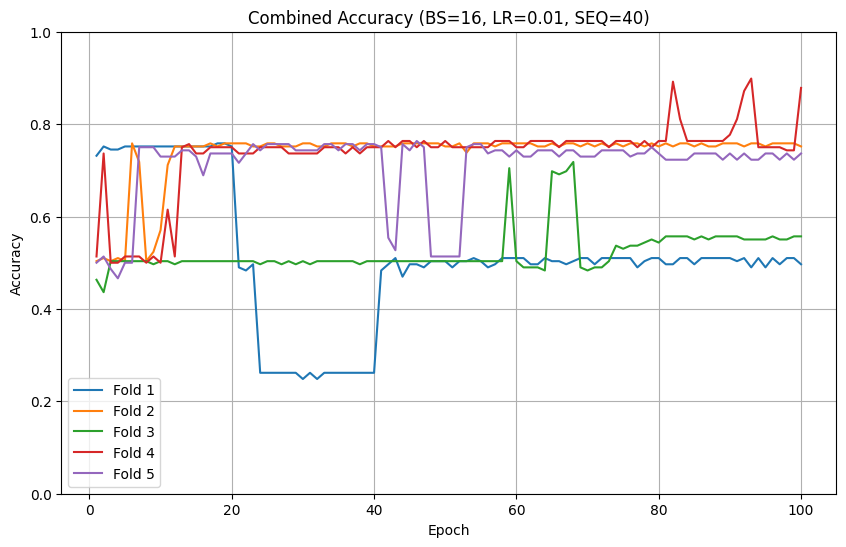 Combined Accuracy (BS=16, LR=0.01, SEQ=40)
1.0
0.8
0.6
0.4
0.2
0.0
Accuracy
Fold 1
Fold 2
Fold 3
Fold 4
Fold 5
0 20 40 60 80 100
Epoch